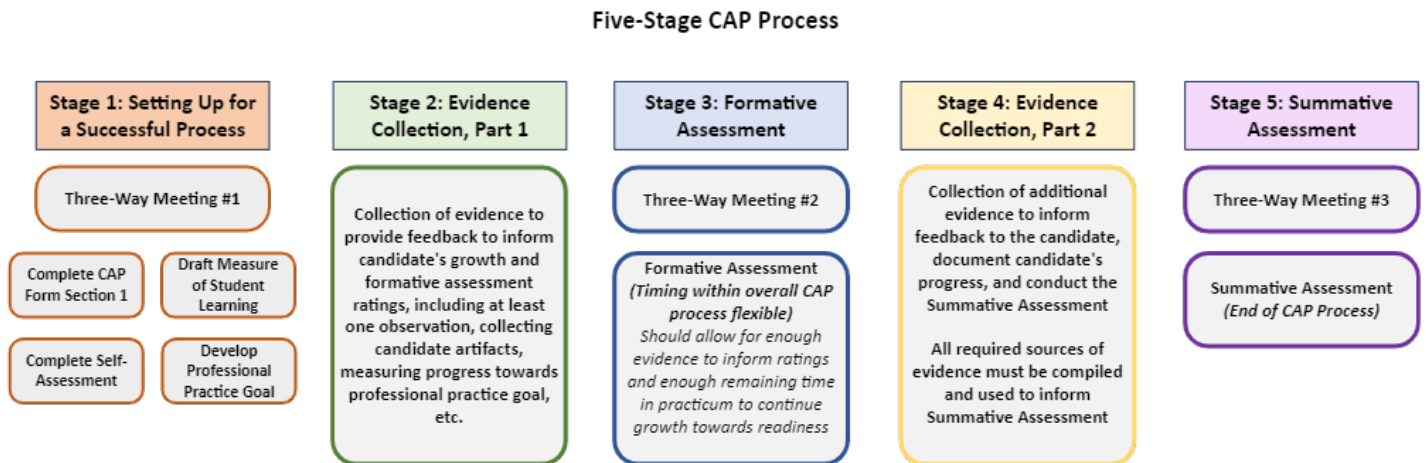 Five-Stage CAP Process
Stage 1: Setting Up for
a Successful Process
Three-Way Meeting #1
Complete CAP
Form Section 1
Draft Measure
of Student
Learning
Complete Self-
Assessment
Develop
Professional
Practice Goal
Stage 2: Evidence
Collection, Part 1
Collection of evidence to
provide feedback to inform
candidate's growth and
formative assessment
ratings, including at least
one observation, collecting
candidate artifacts,
measuring progress towards
professional practice goal,
etc.
Stage 3: Formative
Assessment
Three-Way Meeting #2
Formative Assessment
(Timing within overall CAP
process flexible)
Should allow for enough
evidence to inform ratings
and enough remaining time
in practicum to continue
growth towards readiness
Stage 4: Evidence
Collection, Part 2
Collection of additional
evidence to inform
feedback to the candidate,
document candidate's
progress, and conduct the
Summative Assessment
All required sources of
evidence must be compiled
and used to inform
Summative Assessment
Stage 5: Summative
Assessment
Three-Way Meeting #3
Summative Assessment
(End of CAP Process)